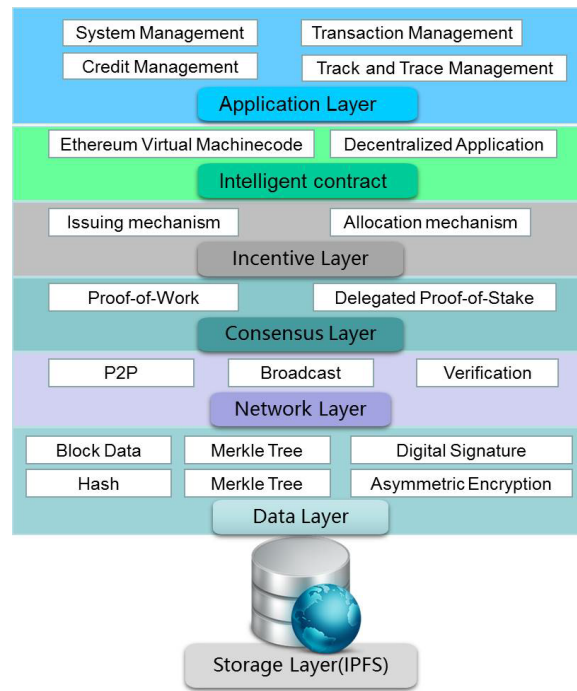 System Management
Transaction Management
Credit Management
Track and Trace Management
Application Layer
Ethereum Virtual Machinecode
Decentralized Application
Intelligent contract
Issuing mechanism
Allocation mechanism
Incentive Layer
Proof-of-Work
Delegated Proof-of-Stake
Consensus Layer
P2P
Broadcast
Verification
Network Layer
Block Data
Merkle Tree
Digital Signature
Hash
Merkle Tree
Asymmetric Encryption
Data Layer
Storage Layer(IPFS)